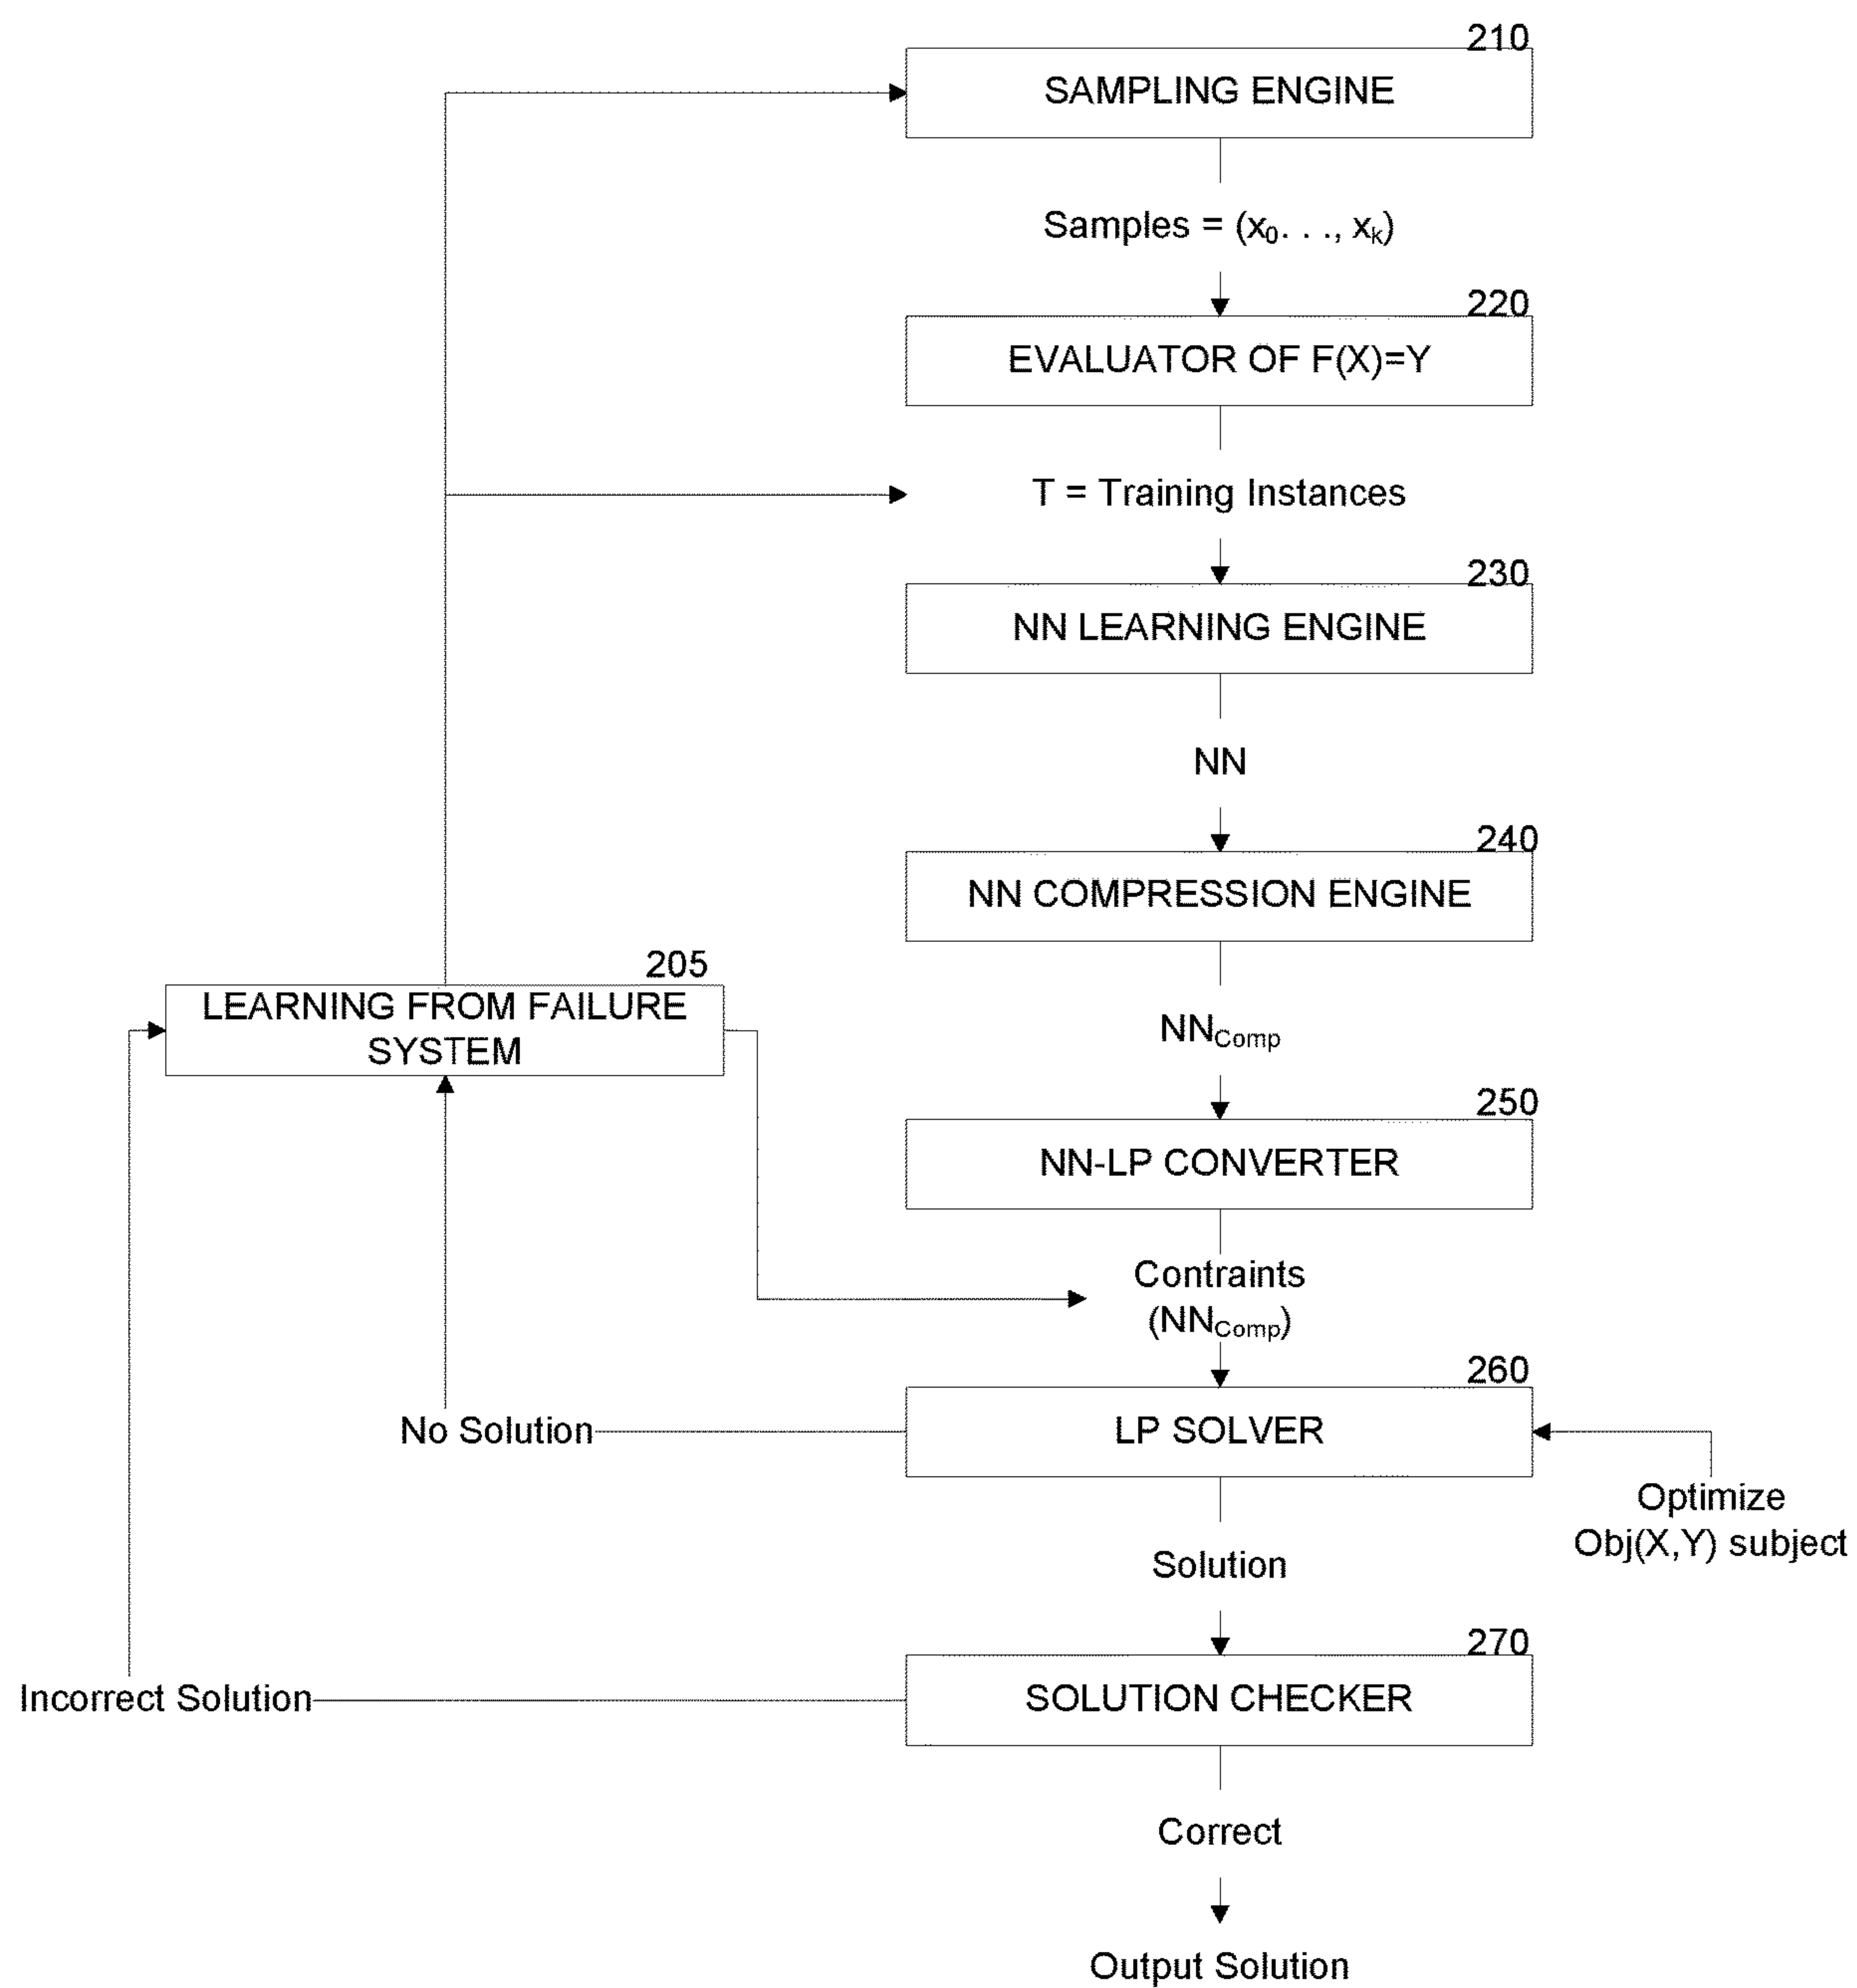 210
SAMPLING ENGINE
Samples = (x₀. . ., xₖ)
220
EVALUATOR OF F(X)=Y
T = Training Instances
230
NN LEARNING ENGINE
NN
240
NN COMPRESSION ENGINE
205
LEARNING FROM FAILURE
SYSTEM
NN_Comp
250
NN-LP CONVERTER
Contraints
(NN_Comp)
260
No Solution
LP SOLVER
Optimize
Obj(X,Y) subject
Solution
270
Incorrect Solution
SOLUTION CHECKER
Correct
Output Solution